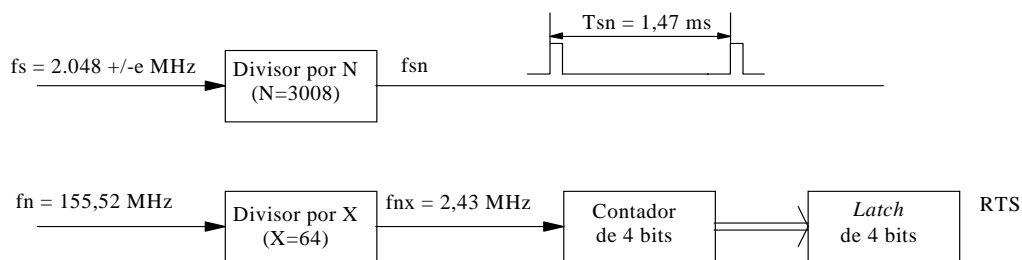 Tsn = 1,47 ms
fs = 2.048 +/-e MHz
Divisor por N
(N=3008)
fsn
fn = 155,52 MHz
Divisor por X
(X=64)
fnx = 2,43 MHz
Contador
de 4 bits
Latch
de 4 bits
RTS